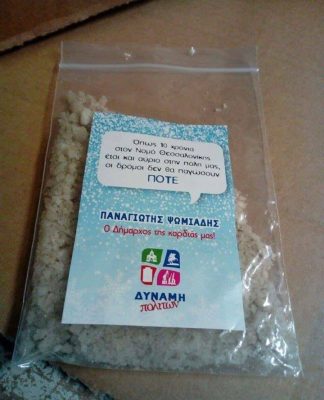 Όπως 10 χρόνια
στον Νομό Θεσσαλονίκης,
έτσι και αύριο στην πόλη μας,
οι δρόμοι δεν θα παγώσουν
ΠΟΤΕ
ΠΑΝΑΓΙΩΤΗΣ ΨΩΜΙΑΔΗΣ
Ο Δήμαρχος της καρδιάς μας!
ΔΥΝΑΜΗ
πολιτών